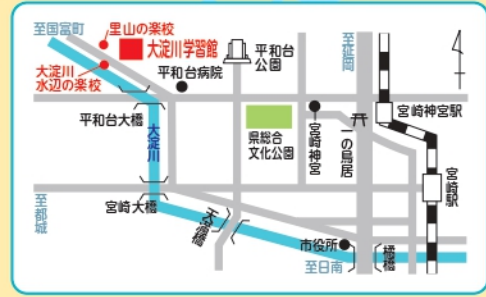 至国富町
里山の楽校
大淀川学習館
大淀川
水辺の楽校
平和台病院
平和台
公園
至延岡
宮崎神宮駅
平和台大橋
大淀川
県総合
文化公園
宮崎神宮
一の鳥居
宮崎駅
至都城
宮崎大橋
天満橋
市役所
橘橋
至日南